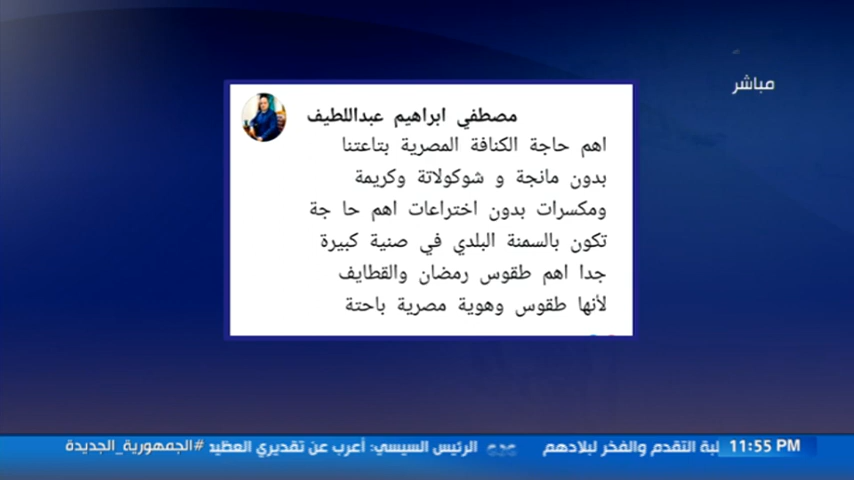 مباشر
مصطفي ابراهيم عبداللطيف
اهم حاجة الكنافة المصرية بتاعتنا
بدون مانجة و شوكولاتة وكريمة
ومكسرات بدون اختراعات اهم حا جة
تكون بالسمنة البلدي في صنية كبيرة
جدا اهم طقوس رمضان والقطايف
لأنها طقوس وهوية مصرية باحتة
11:55 PM لبة التقدم والفخر لبلادهم الرئيس السيسي: أعرب عن تقديري العظيد #الجمهورية_الجديدة